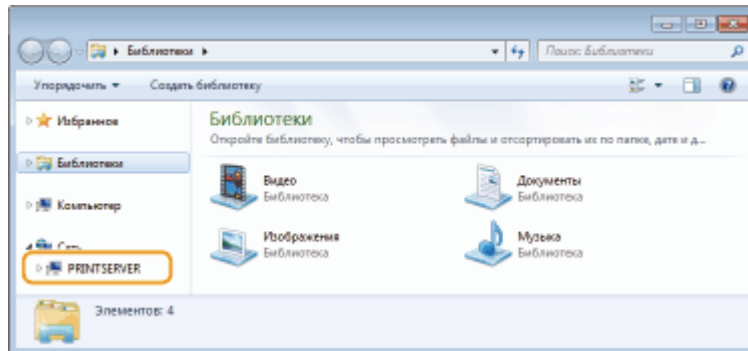 Библиотеки
Поиск: Библиотеки
Упорядочить
Создать библиотеку
Избранное
Библиотеки
Компьютер
Сеть
PRINTSERVER
Библиотеки
Откройте библиотеку, чтобы просмотреть файлы и отсортировать их по папке, дате и д...
Видео
Библиотека
Документы
Библиотека
Изображения
Библиотека
Музыка
Библиотека
Элементов: 4